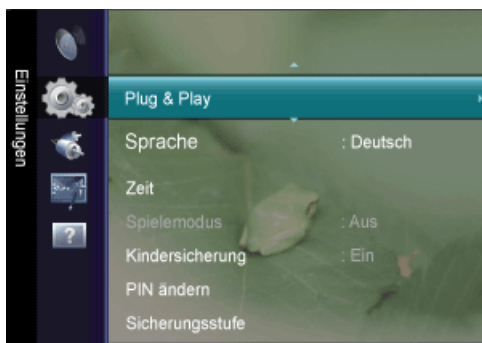 Einstellungen
Plug & Play
Sprache : Deutsch
Zeit
Spielemodus : Aus
Kindersicherung : Ein
PIN ändern
Sicherungsstufe
?